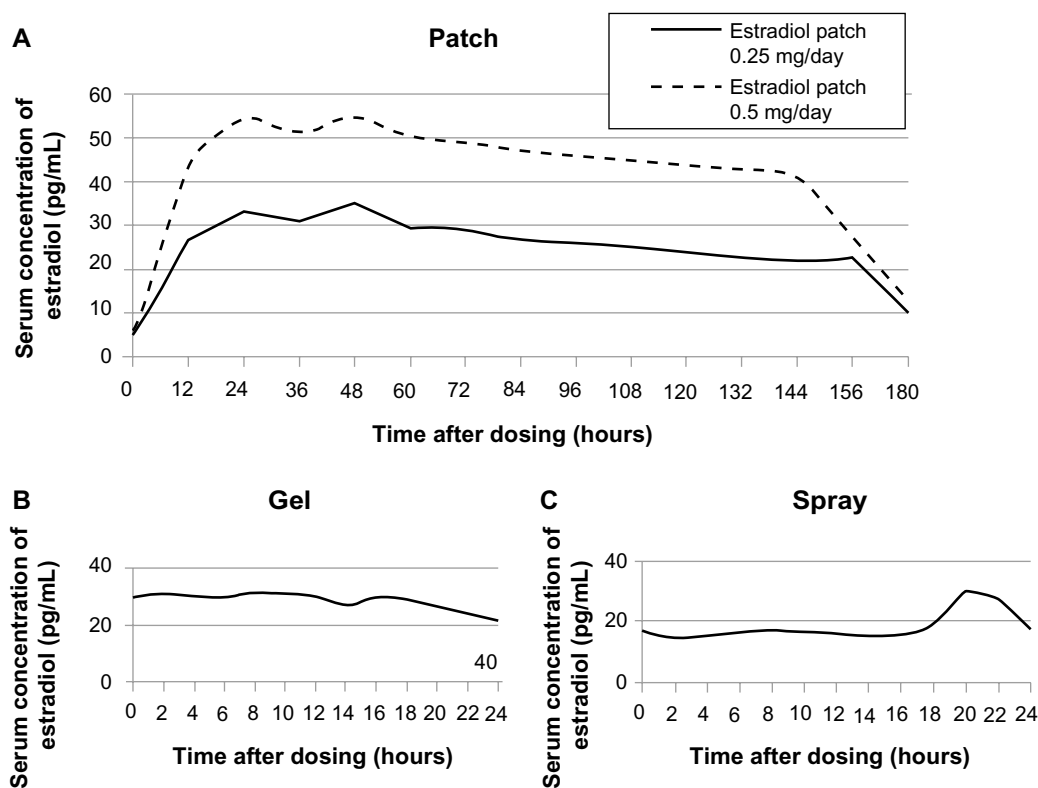 A
Patch
Estradiol patch
0.25 mg/day
Estradiol patch
0.5 mg/day
Serum concentration of
estradiol (pg/mL)
60
50
40
30
20
10
0
0 12 24 36 48 60 72 84 96 108 120 132 144 156 180
Time after dosing (hours)
B
Gel
Serum concentration of
estradiol (pg/mL)
40
20
0
40
0 2 4 6 8 10 12 14 16 18 20 22 24
Time after dosing (hours)
C
Spray
Serum concentration of
estradiol (pg/mL)
40
20
0
0 2 4 6 8 10 12 14 16 18 20 22 24
Time after dosing (hours)